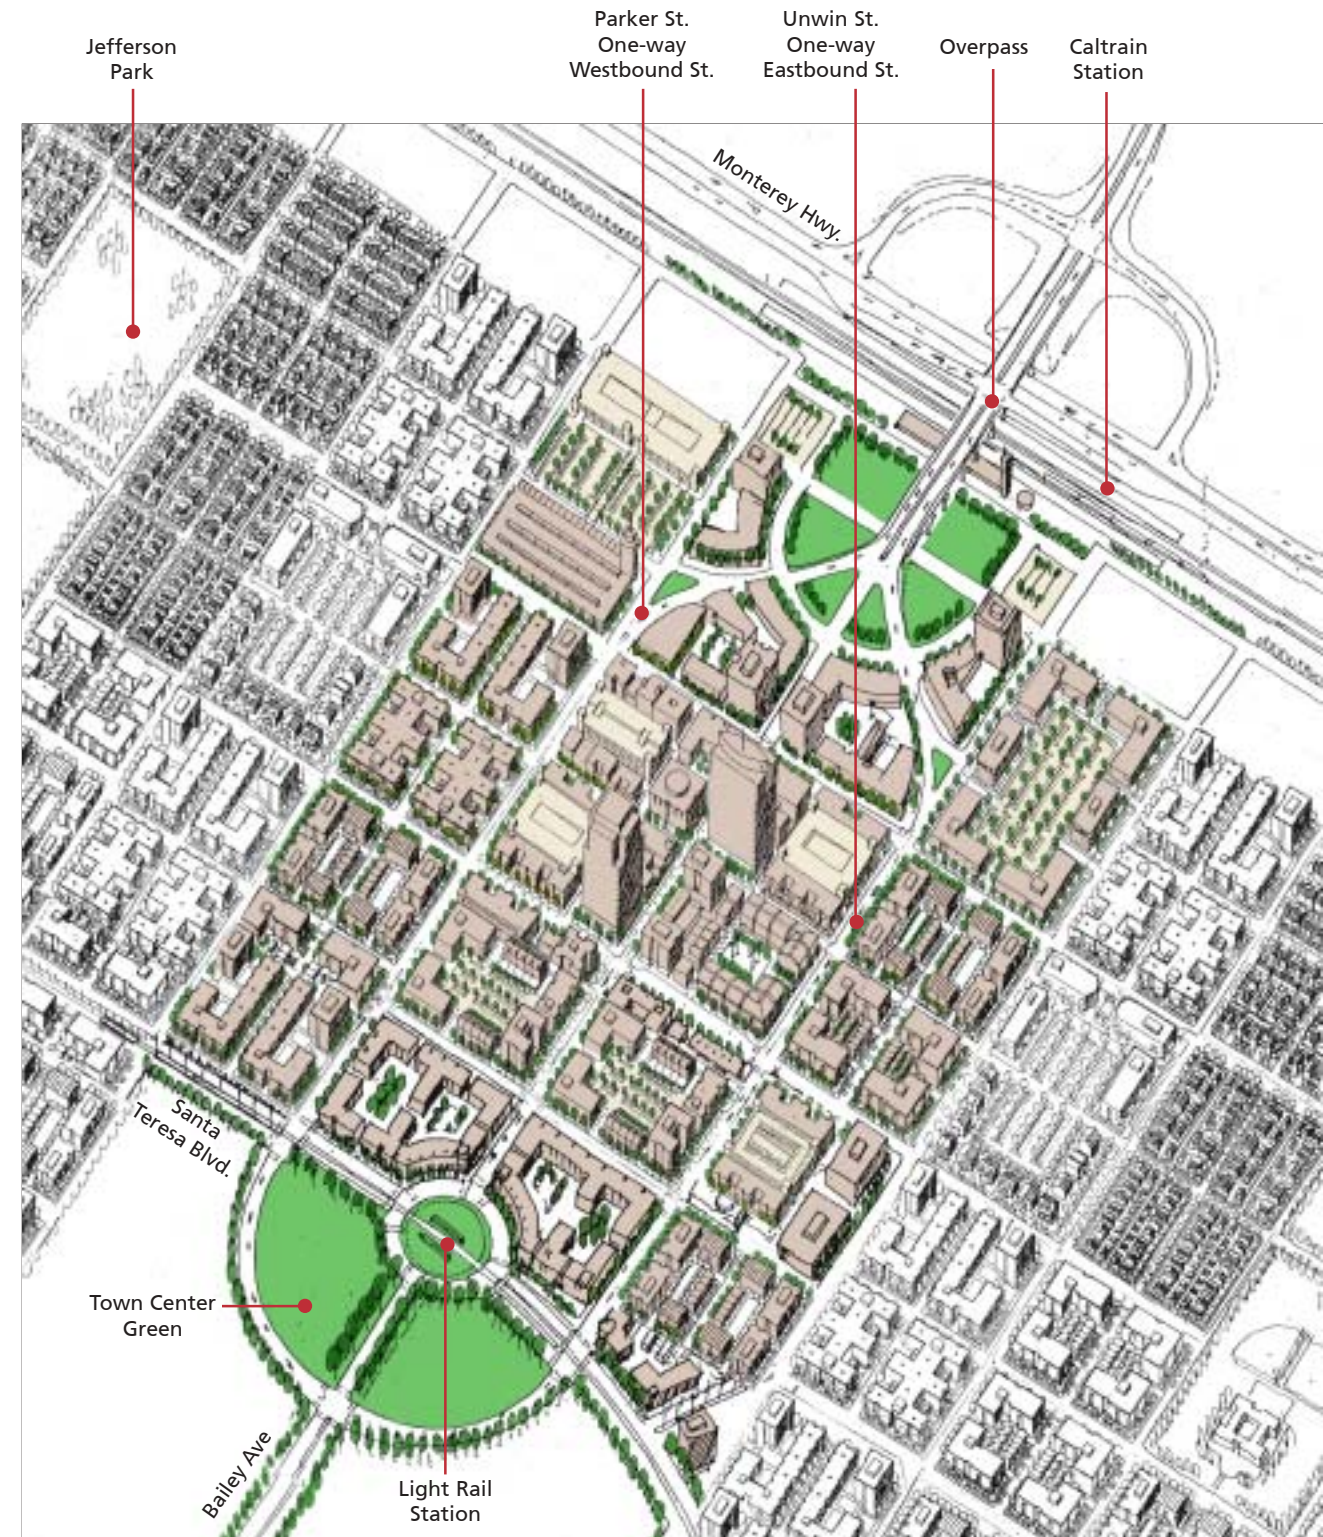 Jefferson
Park
Parker St.
One-way
Westbound St.
Unwin St.
One-way
Eastbound St.
Overpass
Caltrain
Station
Monterey Hwy.
Santa
Teresa Blvd.
Town Center
Green
Bailey Ave
Light Rail
Station